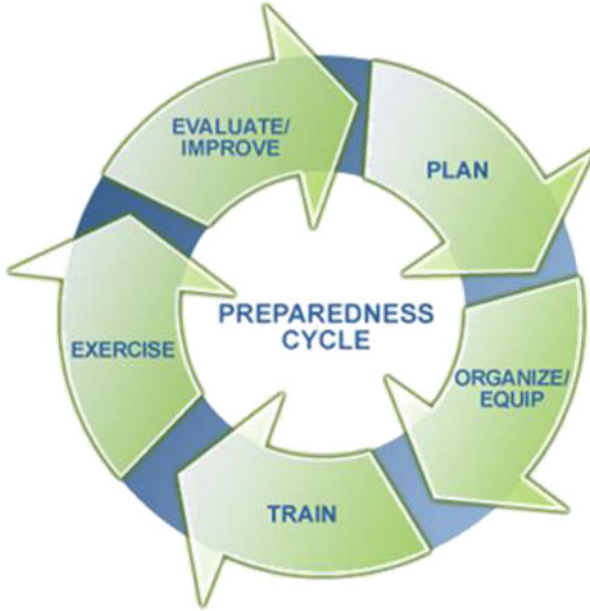 EVALUATE/
IMPROVE
PLAN
PREPAREDNESS
CYCLE
EXERCISE
ORGANIZE/
EQUIP
TRAIN